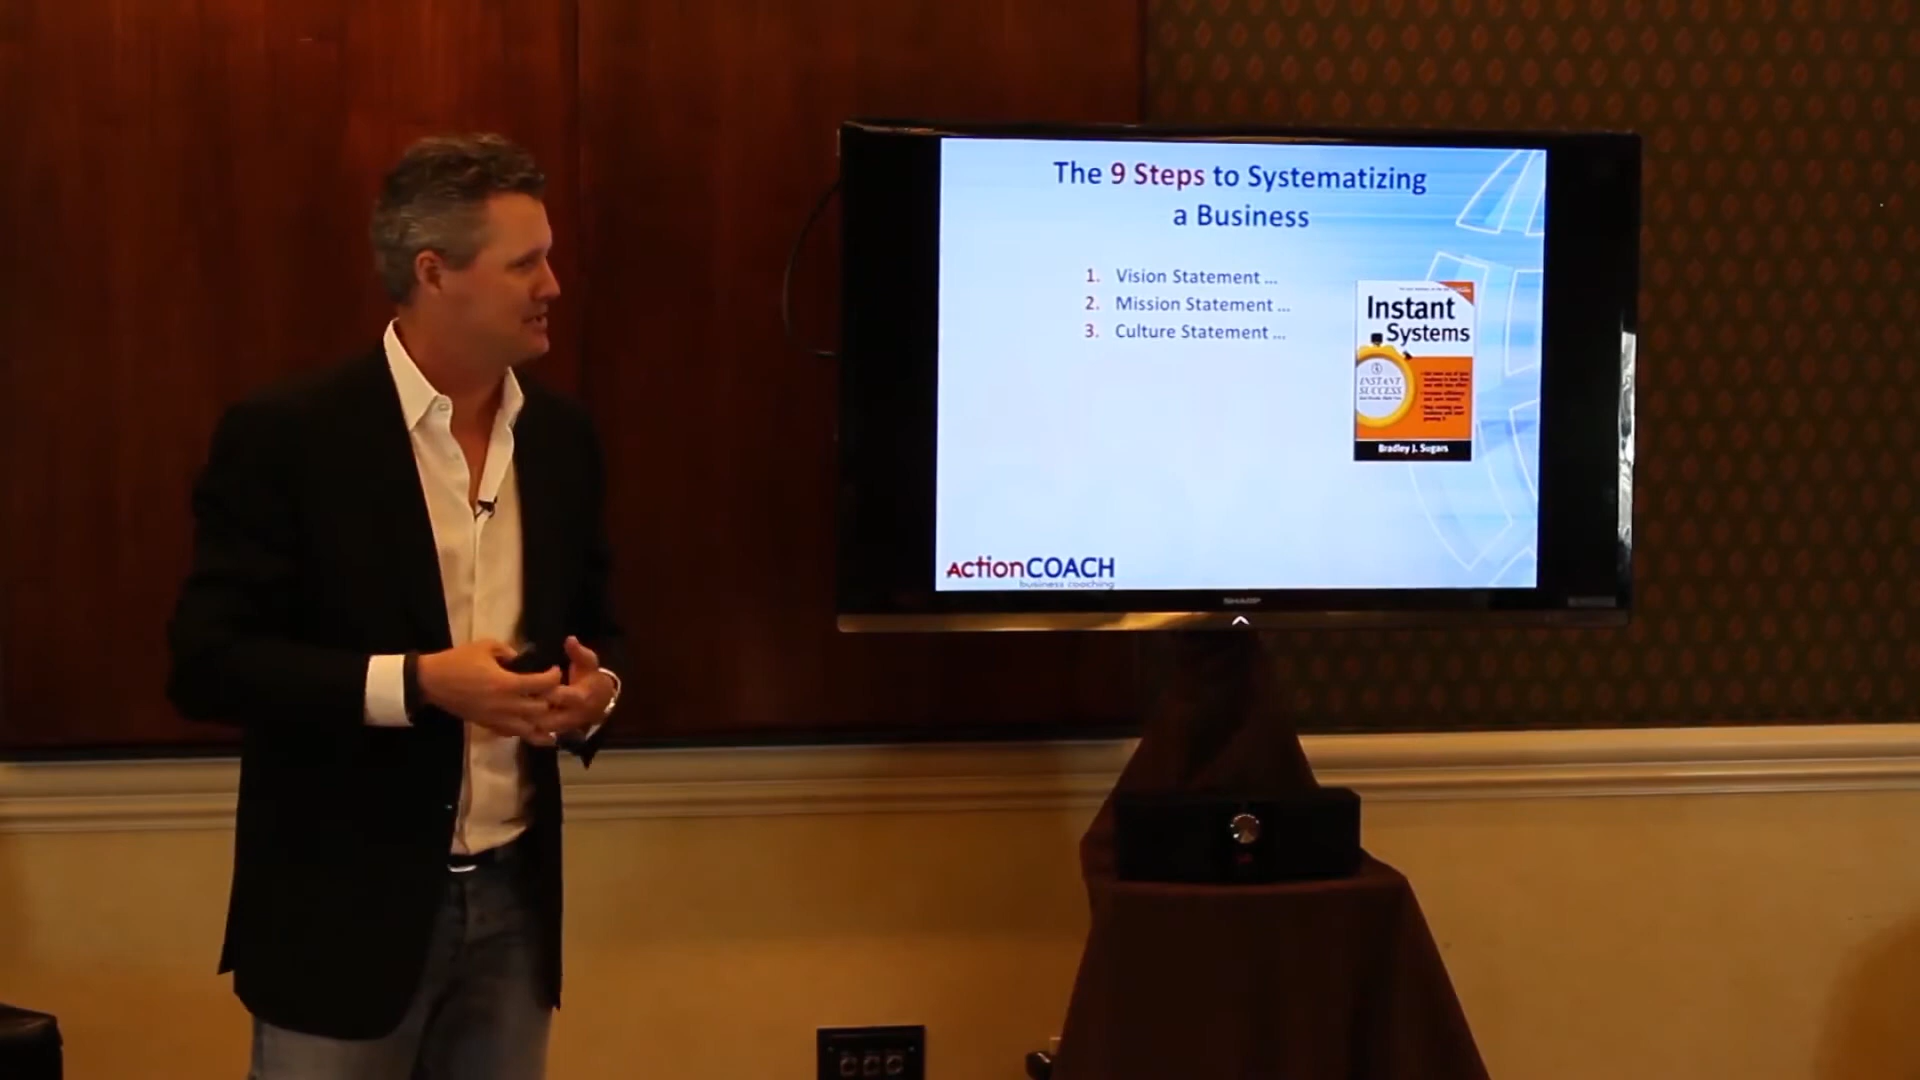 The 9 Steps to Systematizing
a Business
1. Vision Statement ...
2. Mission Statement ...
3. Culture Statement ...
Instant
Systems
INSTANT
SUCCESS
Bradley J. Sugars
ActionCOACH
business coaching
SHARP